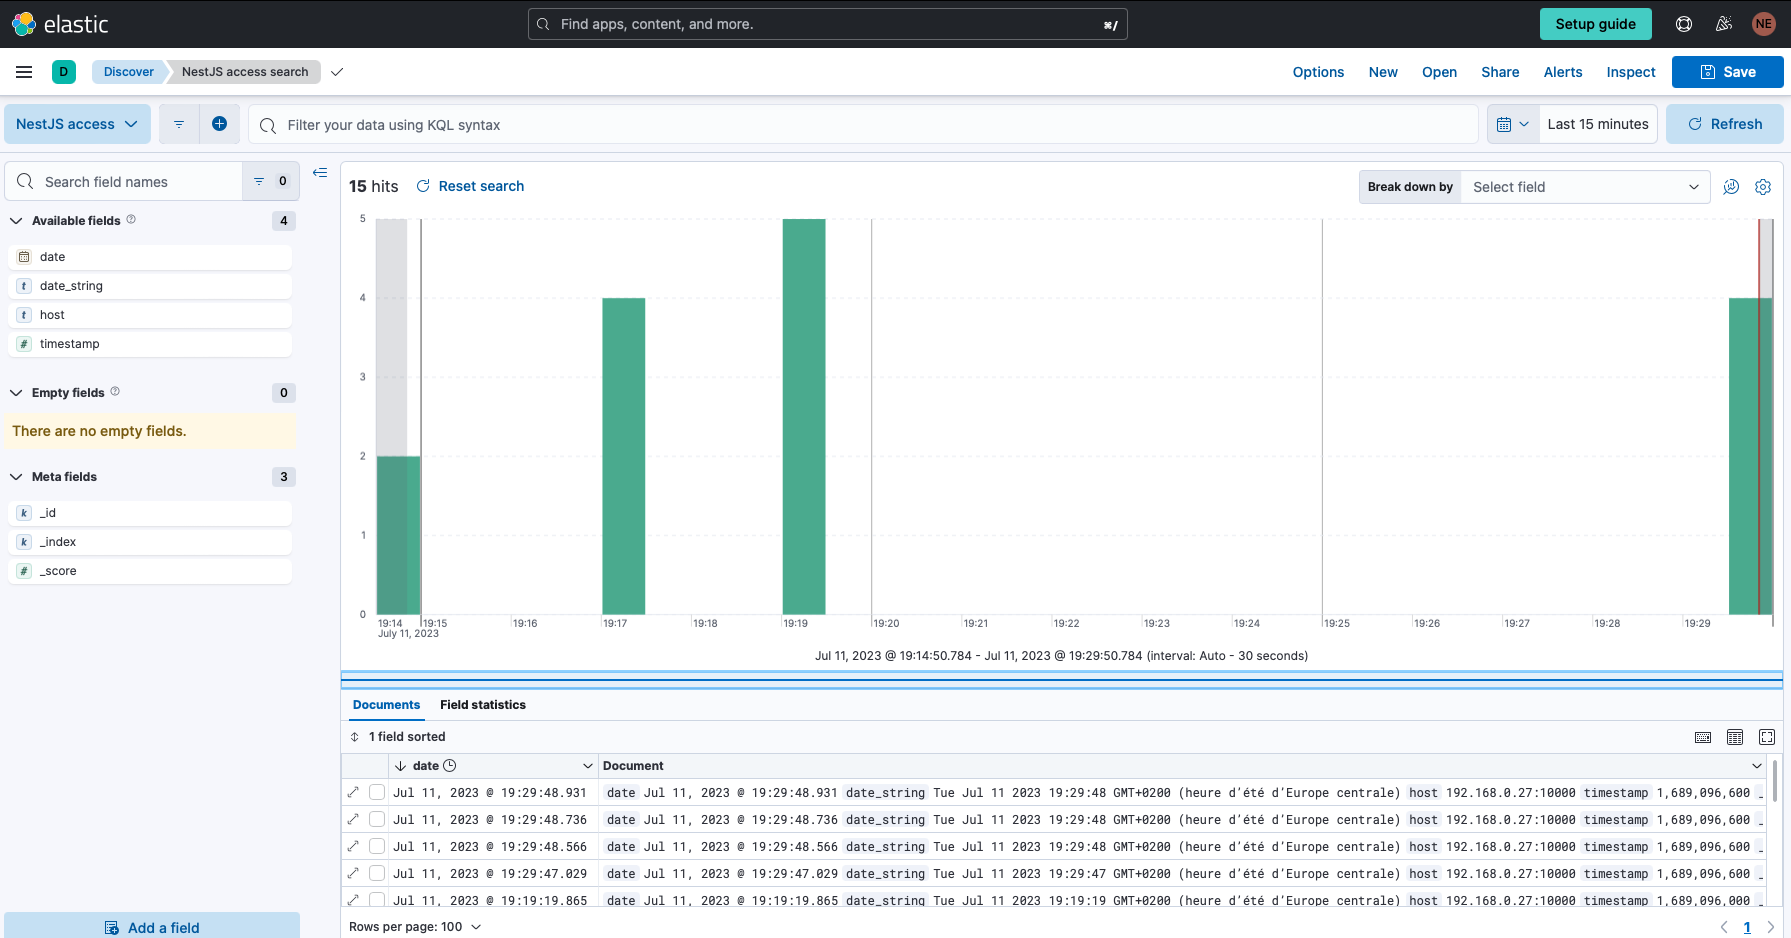 elastic
Find apps, content, and more.
⌘/
Setup guide
NE
D
Discover
NestJS access search
Options
New
Open
Share
Alerts
Inspect
Save
NestJS access
Filter your data using KQL syntax
Last 15 minutes
Refresh
Search field names
0
Available fields
4
date
t date_string
t host
# timestamp
Empty fields
0
There are no empty fields.
Meta fields
3
k _id
k _index
# _score
Add a field
15 hits
Reset search
Break down by
Select field
5
4
3
2
1
0
19:14 19:15 19:16 19:17 19:18 19:19 19:20 19:21 19:22 19:23 19:24 19:25 19:26 19:27 19:28 19:29
July 11, 2023
Jul 11, 2023 @ 19:14:50.784 - Jul 11, 2023 @ 19:29:50.784 (interval: Auto - 30 seconds)
Documents Field statistics
1 field sorted
date Document
Jul 11, 2023 @ 19:29:48.931 date Jul 11, 2023 @ 19:29:48.931 date_string Tue Jul 11 2023 19:29:48 GMT+0200 (heure d’été d’Europe centrale) host 192.168.0.27:10000 timestamp 1,689,096,600 _
Jul 11, 2023 @ 19:29:48.736 date Jul 11, 2023 @ 19:29:48.736 date_string Tue Jul 11 2023 19:29:48 GMT+0200 (heure d’été d’Europe centrale) host 192.168.0.27:10000 timestamp 1,689,096,600 _
Jul 11, 2023 @ 19:29:48.566 date Jul 11, 2023 @ 19:29:48.566 date_string Tue Jul 11 2023 19:29:48 GMT+0200 (heure d’été d’Europe centrale) host 192.168.0.27:10000 timestamp 1,689,096,600 _
Jul 11, 2023 @ 19:29:47.029 date Jul 11, 2023 @ 19:29:47.029 date_string Tue Jul 11 2023 19:29:47 GMT+0200 (heure d’été d’Europe centrale) host 192.168.0.27:10000 timestamp 1,689,096,600 _
Jul 11, 2023 @ 19:19:19.865 date Jul 11, 2023 @ 19:19:19.865 date_string Tue Jul 11 2023 19:19:19 GMT+0200 (heure d’été d’Europe centrale) host 192.168.0.27:10000 timestamp 1,689,096,000 _
Rows per page: 100
1